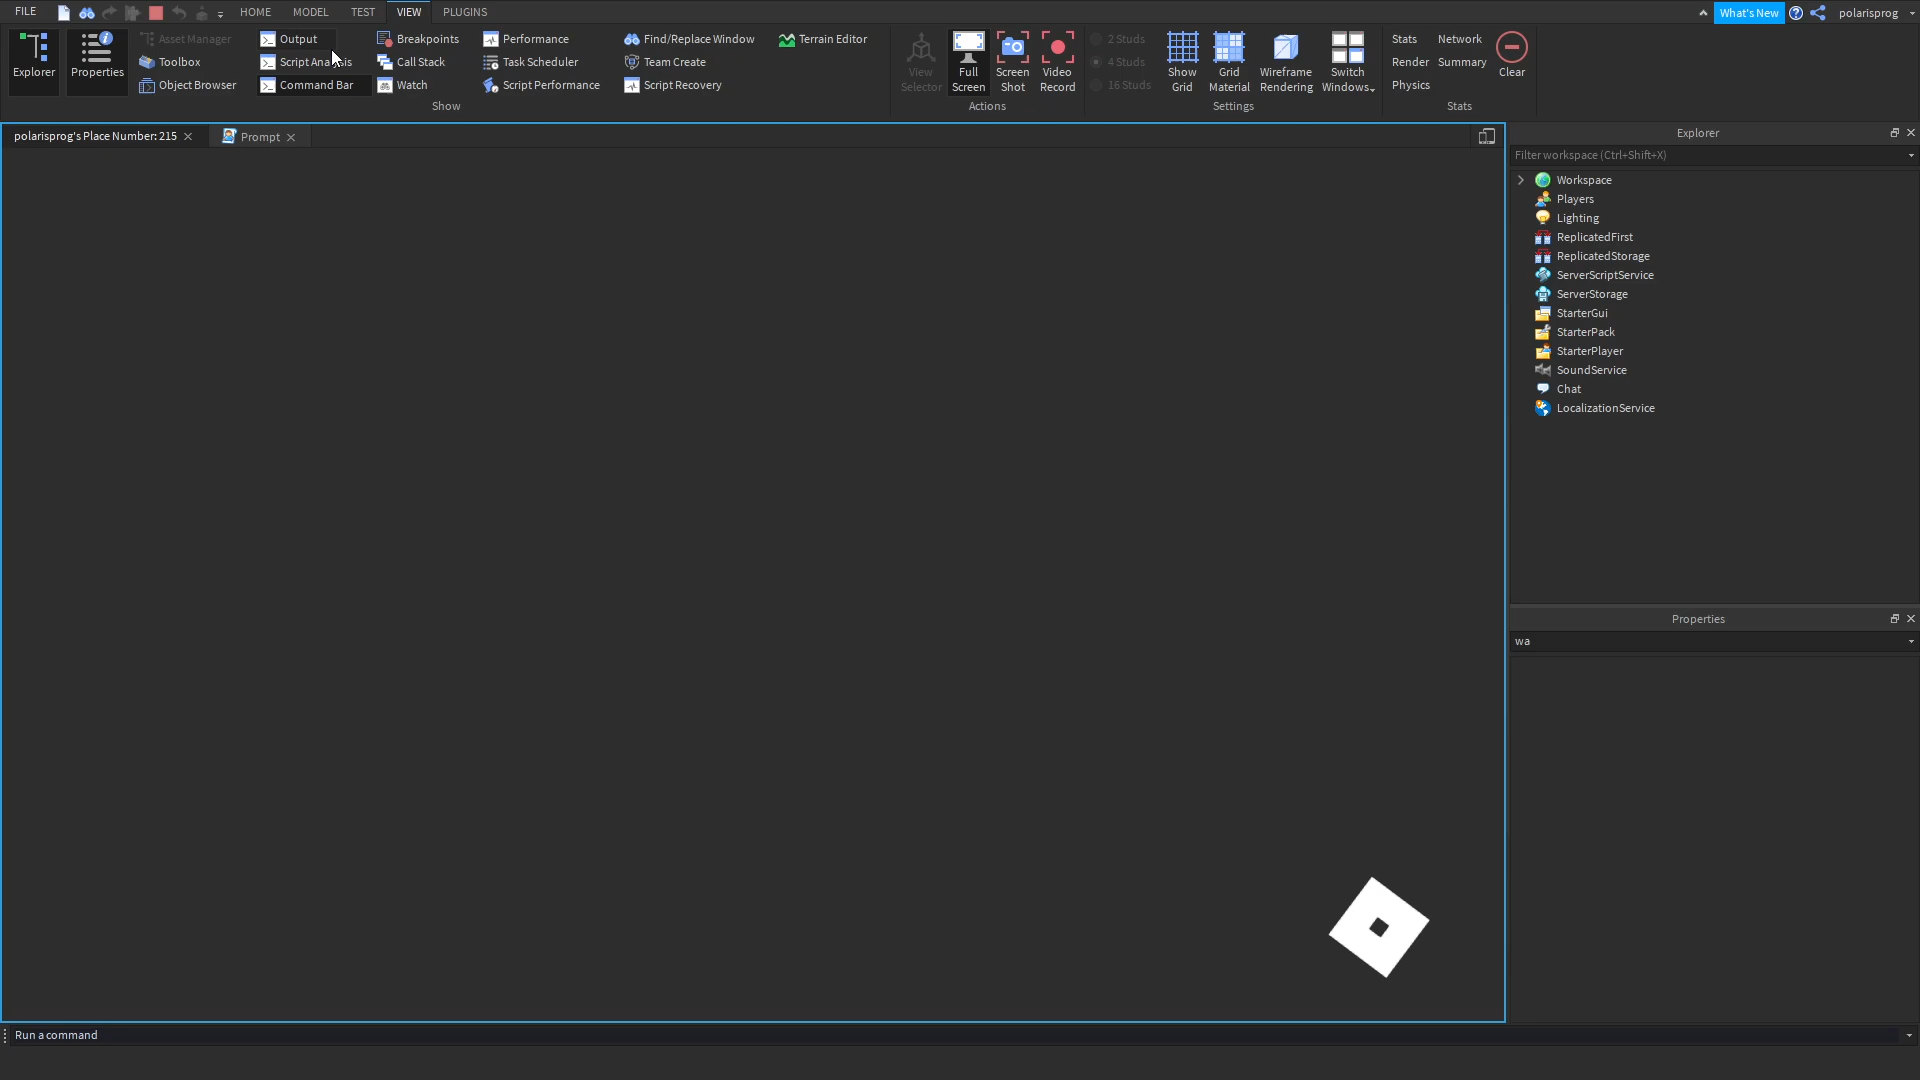 FILE HOME MODEL TEST VIEW PLUGINS What's New polarisprog
Explorer
Properties
Asset Manager
Toolbox
Object Browser
Output
Script Analysis
Command Bar
Breakpoints
Call Stack
Watch
Performance
Task Scheduler
Script Performance
Find/Replace Window
Team Create
Script Recovery
Terrain Editor
Show
View
Selector
Full
Screen
Screen
Shot
Video
Record
Actions
2 Studs
4 Studs
16 Studs
Show
Grid
Grid
Material
Wireframe
Rendering
Switch
Windows
Settings
Stats Network
Render Summary
Physics
Clear
Stats
polarisprog's Place Number: 215
Prompt
Explorer
Filter workspace (Ctrl+Shift+X)
Workspace
Players
Lighting
ReplicatedFirst
ReplicatedStorage
ServerScriptService
ServerStorage
StarterGui
StarterPack
StarterPlayer
SoundService
Chat
LocalizationService
Properties
wa
Run a command